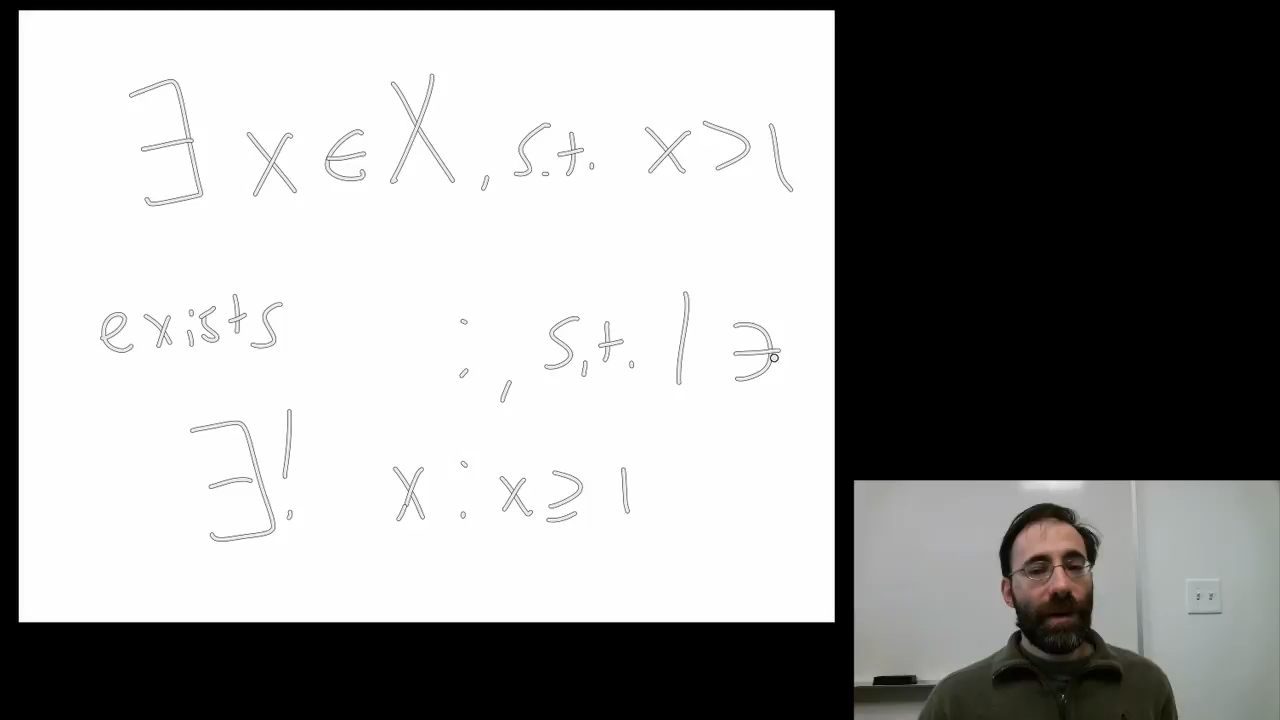 ∃ x ∈ X, s.t. x > 1
exists : , s.t. | ∋
∃! x : x ≥ 1